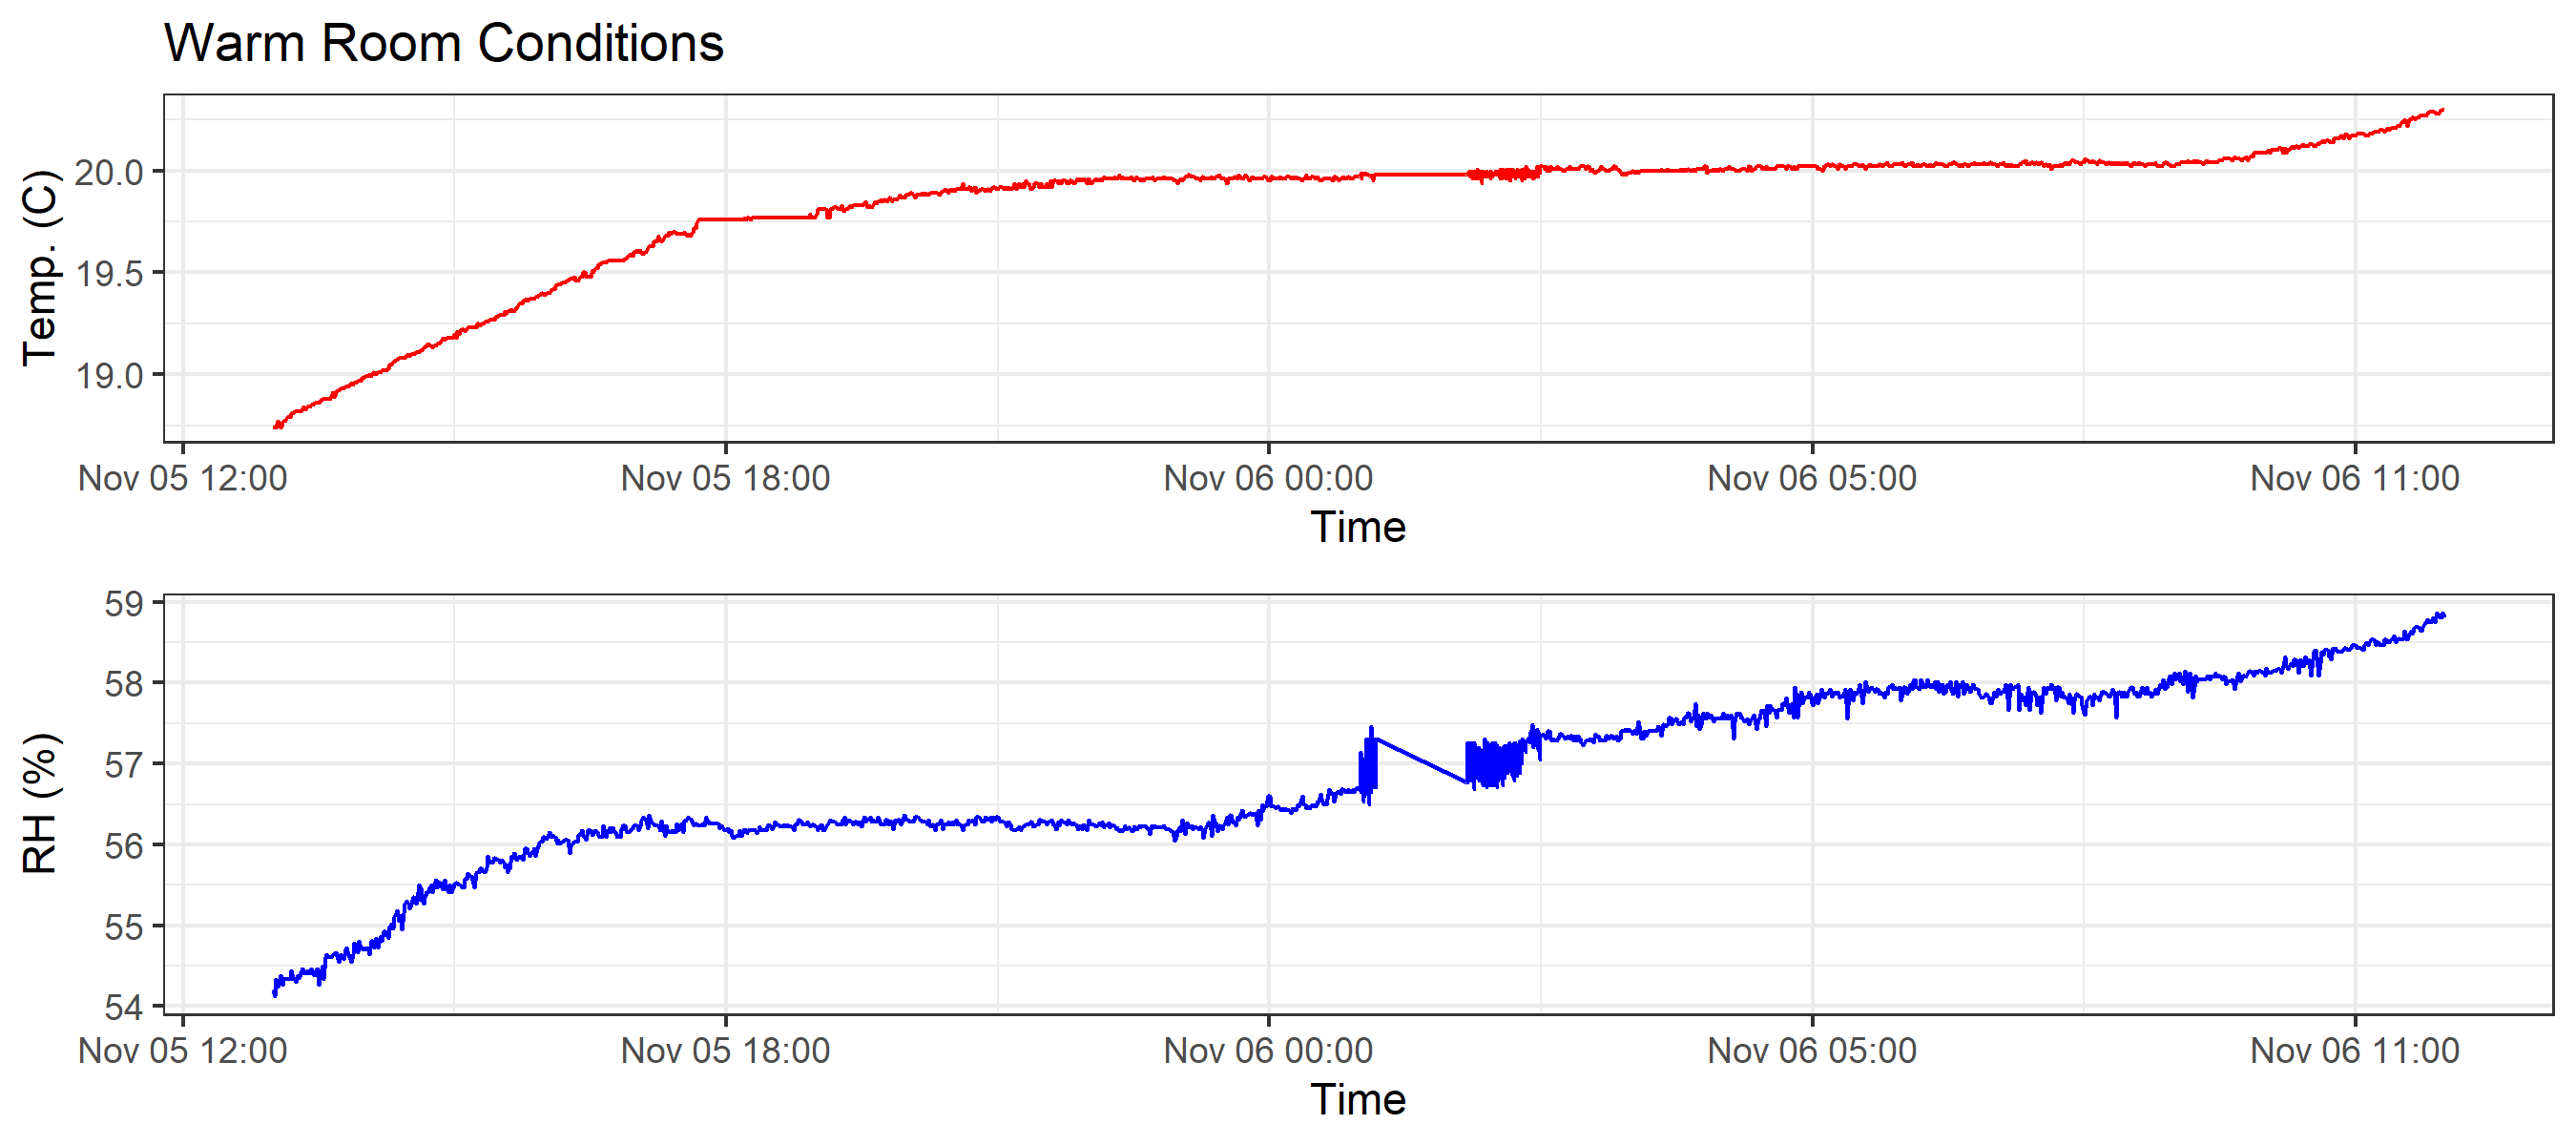 Warm Room Conditions
Temp. (C)
20.0
19.5
19.0
Nov 05 12:00 Nov 05 18:00 Nov 06 00:00 Nov 06 05:00 Nov 06 11:00
Time
RH (%)
59
58
57
56
55
54
Nov 05 12:00 Nov 05 18:00 Nov 06 00:00 Nov 06 05:00 Nov 06 11:00
Time